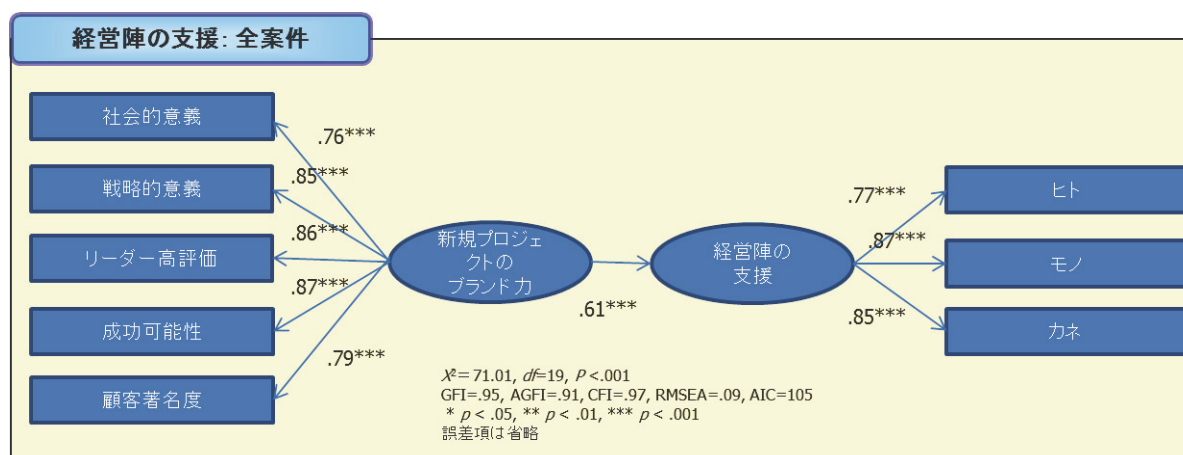 経営陣の支援: 全案件
社会的意義
戦略的意義
リーダー高評価
成功可能性
顧客著名度
.76***
.85***
.86***
.87***
.79***
新規プロジェ
クトの
ブランド力
.61***
経営陣の
支援
.77***
.87***
.85***
ヒト
モノ
カネ
X²= 71.01, df=19, P <.001
GFI=.95, AGFI=.91, CFI=.97, RMSEA=.09, AIC=105
* p < .05, ** p < .01, *** p < .001
誤差項は省略